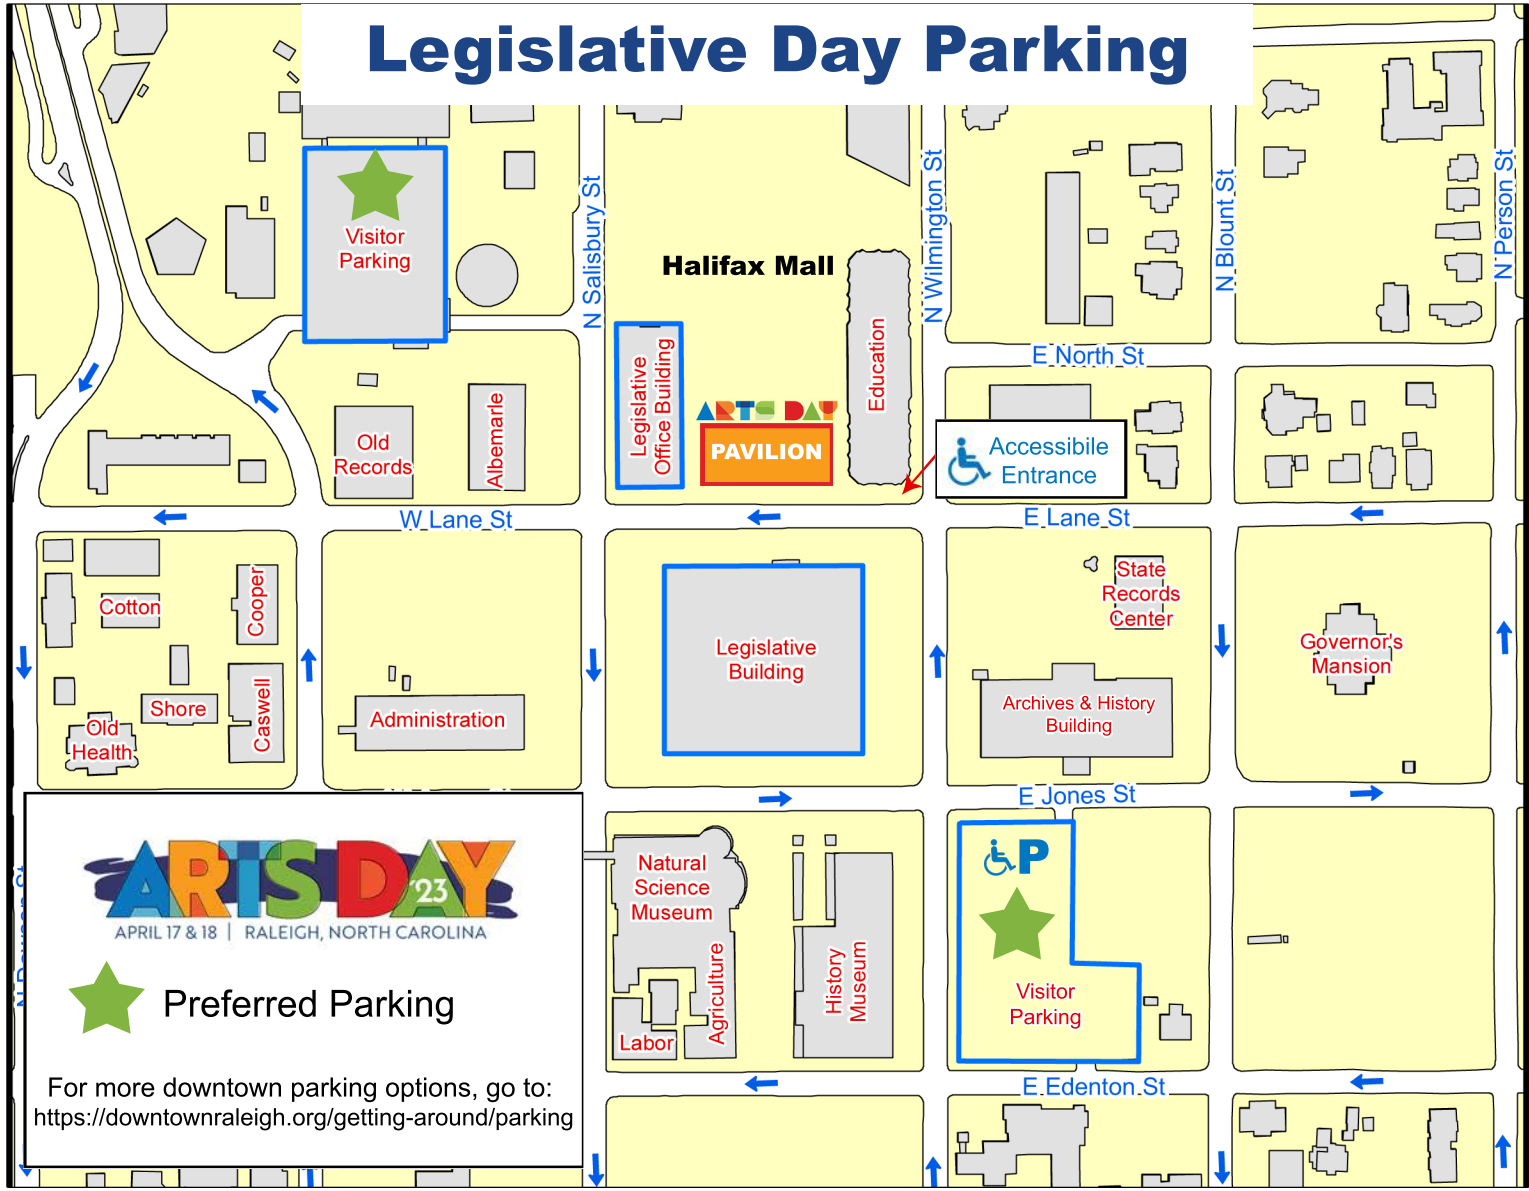 Legislative Day Parking
Visitor
Parking
N Salisbury St
Halifax Mall
N Wilmington St
N Blount St
N Person St
E North St
Legislative
Office Building
ARTS DAY
PAVILION
Education
Accessibile
Entrance
Old
Records
Albemarle
W Lane St
E Lane St
Cotton
Cooper
Shore
Caswell
Old
Health
Administration
Legislative
Building
State
Records
Center
Archives & History
Building
Governor's
Mansion
E Jones St
ARTS DAY
'23
APRIL 17 & 18 | RALEIGH, NORTH CAROLINA
Preferred Parking
For more downtown parking options, go to:
https://downtownraleigh.org/getting-around/parking
Natural
Science
Museum
Agriculture
Labor
History
Museum
P
Visitor
Parking
E Edenton St